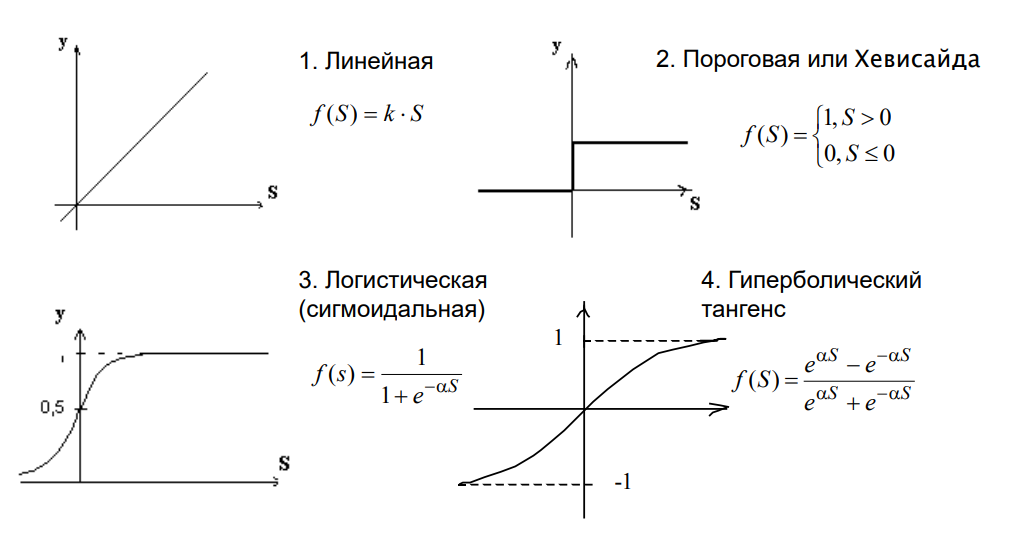 y
S
1. Линейная
f(S) = k · S
y
S
2. Пороговая или Хевисайда
f(S) = {1, S > 0
0, S ≤ 0
y
0,5
S
3. Логистическая
(сигмоидальная)
f(s) = 1 / (1 + e^{−αS})
1
-1
4. Гиперболический
тангенс
f(S) = (e^{αS} − e^{−αS}) / (e^{αS} + e^{−αS})